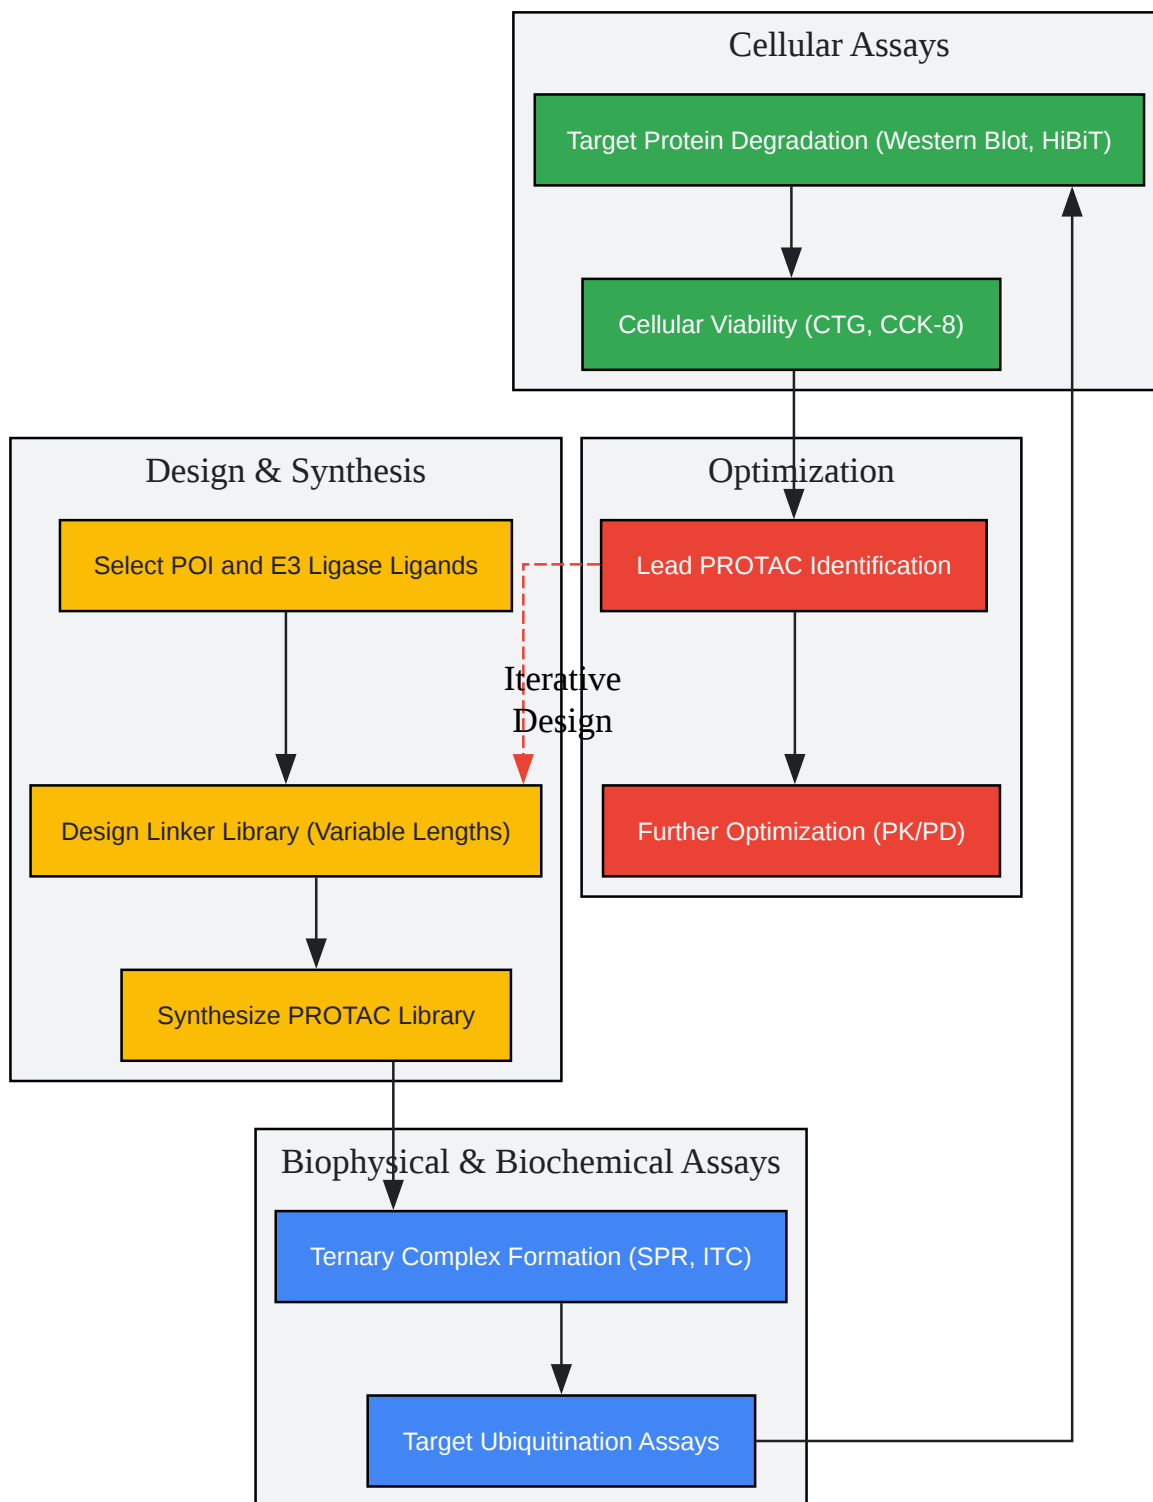 Cellular Assays
Target Protein Degradation (Western Blot, HiBiT)
Cellular Viability (CTG, CCK-8)
Design & Synthesis
Select POI and E3 Ligase Ligands
Design Linker Library (Variable Lengths)
Synthesize PROTAC Library
Iterative
Design
Optimization
Lead PROTAC Identification
Further Optimization (PK/PD)
Biophysical & Biochemical Assays
Ternary Complex Formation (SPR, ITC)
Target Ubiquitination Assays